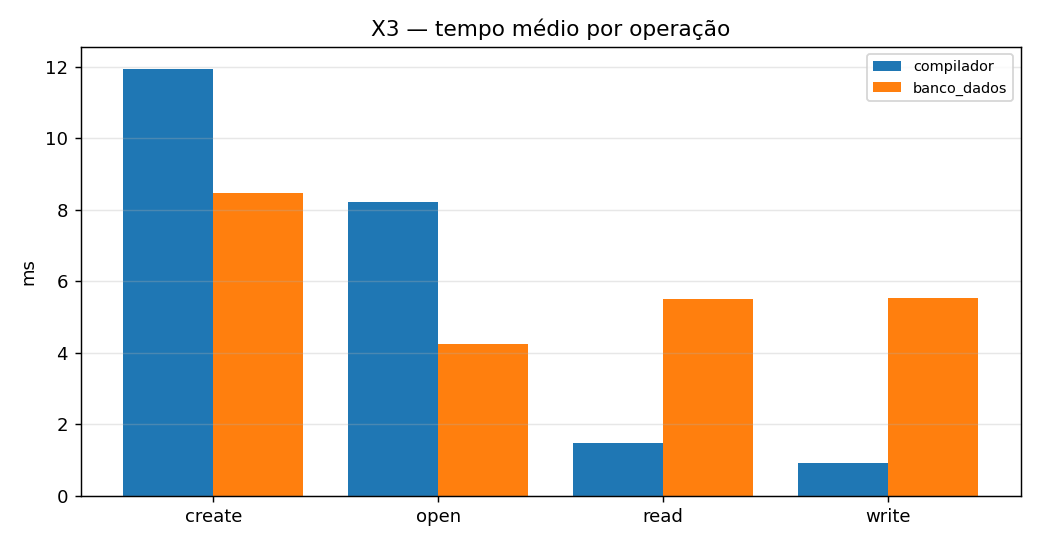 X3 — tempo médio por operação
compilador
banco_dados
ms
12
10
8
6
4
2
0
create open read write